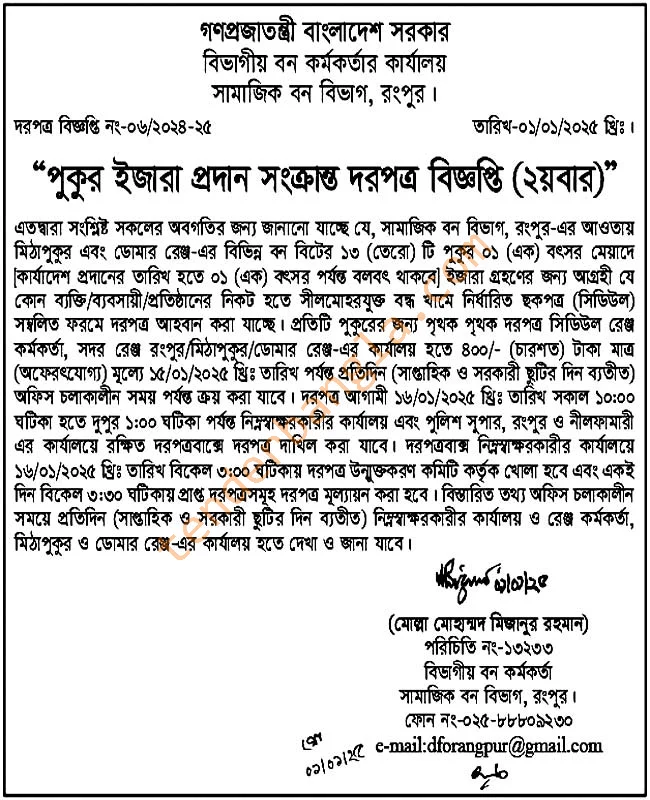 গণপ্রজাতন্ত্রী বাংলাদেশ সরকার
বিভাগীয় বন কর্মকর্তার কার্যালয়
সামাজিক বন বিভাগ, রংপুর।
দরপত্র বিজ্ঞপ্তি নং-০৬/২০২৪-২৫ তারিখ-০১/০১/২০২৫ খ্রিঃ।
“পুকুর ইজারা প্রদান সংক্রান্ত দরপত্র বিজ্ঞপ্তি (২য়বার)”
এতদ্বারা সংশ্লিষ্ট সকলের অবগতির জন্য জানানো যাচ্ছে যে, সামাজিক বন বিভাগ, রংপুর-এর আওতায়
মিঠাপুকুর এবং ডোমার রেঞ্জ-এর বিভিন্ন বন বিটের ১৩ (তেরো) টি পুকুর ০১ (এক) বৎসর মেয়াদে
[কার্যাদেশ প্রদানের তারিখ হতে ০১ (এক) বৎসর পর্যন্ত বলবৎ থাকবে] ইজারা গ্রহণের জন্য আগ্রহী যে
কোন ব্যক্তি/ব্যবসায়ী/প্রতিষ্ঠানের নিকট হতে সীলমোহরযুক্ত বদ্ধ খামে নির্ধারিত ছকপত্র (সিডিউল)
সম্বলিত ফরমে দরপত্র আহবান করা যাচ্ছে। প্রতিটি পুকুরের জন্য পৃথক পৃথক দরপত্র সিডিউল রেঞ্জ
কর্মকর্তা, সদর রেঞ্জ রংপুর/মিঠাপুকুর/ডোমার রেঞ্জ-এর কার্যালয় হতে ৪০০/- (চারশত) টাকা মাত্র
(অফেরৎযোগ্য) মূল্যে ১৫/০১/২০২৫ খ্রিঃ তারিখ পর্যন্ত প্রতিদিন (সাপ্তাহিক ও সরকারী ছুটির দিন ব্যতীত)
অফিস চলাকালীন সময় পর্যন্ত ক্রয় করা যাবে। দরপত্র আগামী ১৬/০১/২০২৫ খ্রিঃ তারিখ সকাল ১০:০০
ঘটিকা হতে দুপুর ১:০০ ঘটিকা পর্যন্ত নিম্নস্বাক্ষরকারীর কার্যালয় এবং পুলিশ সুপার, রংপুর ও নীলফামারী
এর কার্যালয়ে রক্ষিত দরপত্রবাক্সে দরপত্র দাখিল করা যাবে। দরপত্রবাক্স নিম্নস্বাক্ষরকারীর কার্যালয়ে
১৬/০১/২০২৫ খ্রিঃ তারিখ বিকেল ৩:০০ ঘটিকায় দরপত্র উন্মুক্তকরণ কমিটি কর্তৃক খোলা হবে এবং একই
দিন বিকেল ৩:৩০ ঘটিকায় প্রাপ্ত দরপত্রসমূহ দরপত্র মূল্যায়ন করা হবে। বিস্তারিত তথ্য অফিস চলাকালীন
সময়ে প্রতিদিন (সাপ্তাহিক ও সরকারী ছুটির দিন ব্যতীত) নিম্নস্বাক্ষরকারীর কার্যালয় ও রেঞ্জ কর্মকর্তা,
মিঠাপুকুর ও ডোমার রেঞ্জ-এর কার্যালয় হতে দেখা ও জানা যাবে।
০১/০১/২৫
(মোল্লা মোহাম্মদ মিজানুর রহমান)
পরিচিতি নং-১৩২৩৩
বিভাগীয় বন কর্মকর্তা
সামাজিক বন বিভাগ, রংপুর।
ফোন নং-০২৫-৮৮৮০৯২৩০
e-mail:dforangpur@gmail.com
০১/০১/২৫